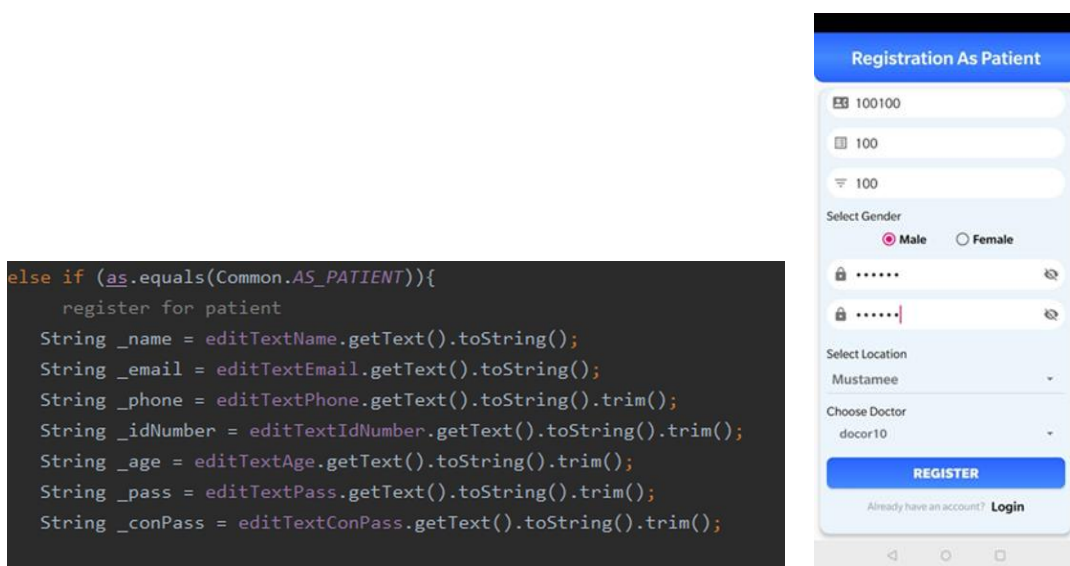 else if (as.equals(Common.AS_PATIENT)){
register for patient
String _name = editTextName.getText().toString();
String _email = editTextEmail.getText().toString();
String _phone = editTextPhone.getText().toString().trim();
String _idNumber = editTextIdNumber.getText().toString().trim();
String _age = editTextAge.getText().toString().trim();
String _pass = editTextPass.getText().toString().trim();
String _conPass = editTextConPass.getText().toString().trim();
Registration As Patient
100100
100
100
Select Gender
Male Female
••••••
••••••
Select Location
Mustamee
Choose Doctor
docor10
REGISTER
Already have an account? Login